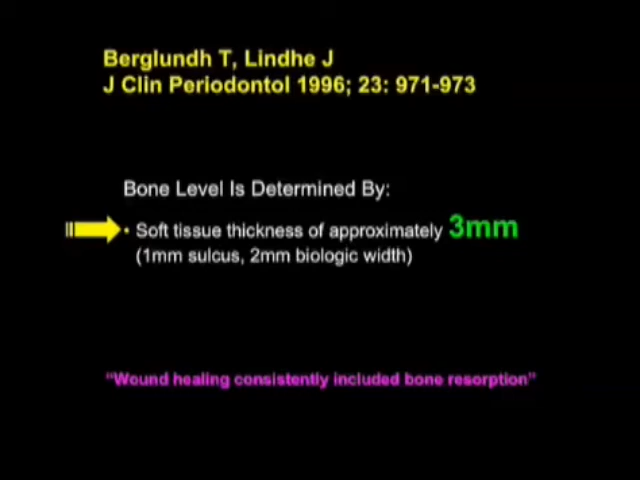 Berglundh T, Lindhe J
J Clin Periodontol 1996; 23: 971-973
Bone Level Is Determined By:
• Soft tissue thickness of approximately 3mm
(1mm sulcus, 2mm biologic width)
“Wound healing consistently included bone resorption”